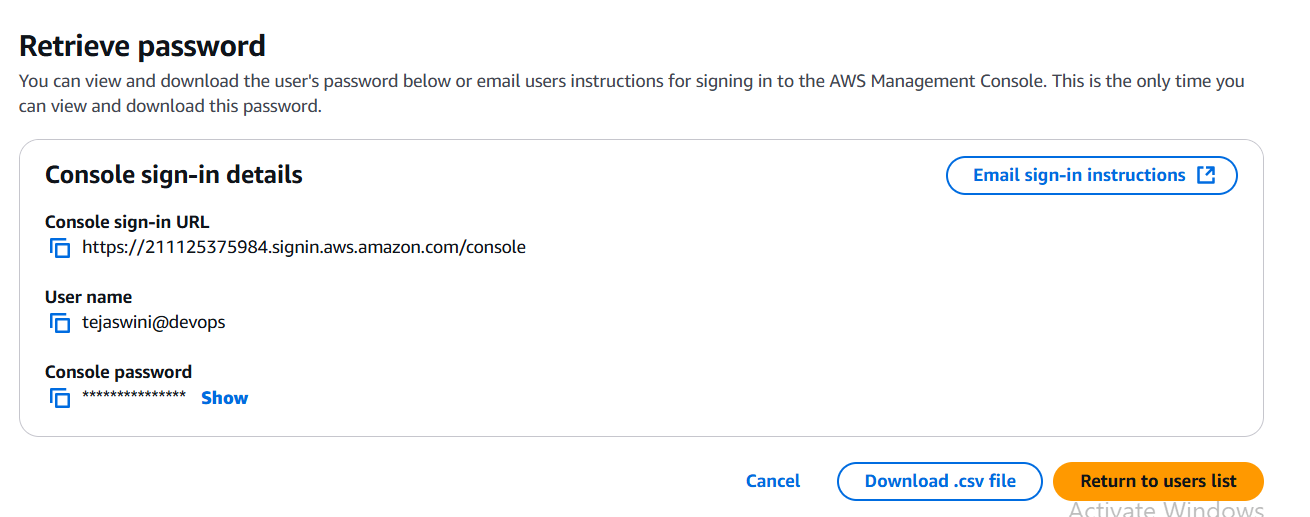 Retrieve password
You can view and download the user's password below or email users instructions for signing in to the AWS Management Console. This is the only time you
can view and download this password.
Console sign-in details
Email sign-in instructions
Console sign-in URL
https://211125375984.signin.aws.amazon.com/console
User name
tejaswini@devops
Console password
*************** Show
Cancel
Download .csv file
Return to users list
Activate Windows